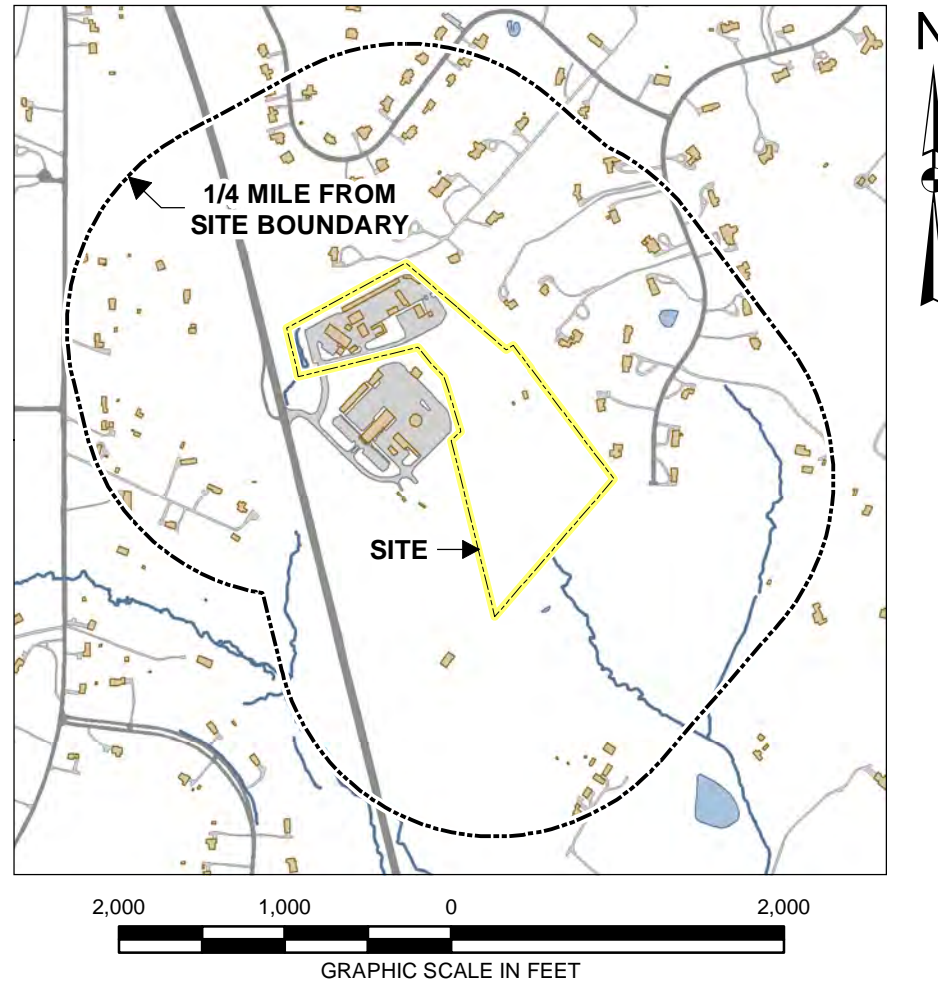 N
1/4 MILE FROM
SITE BOUNDARY
SITE
2,000 1,000 0 2,000
GRAPHIC SCALE IN FEET